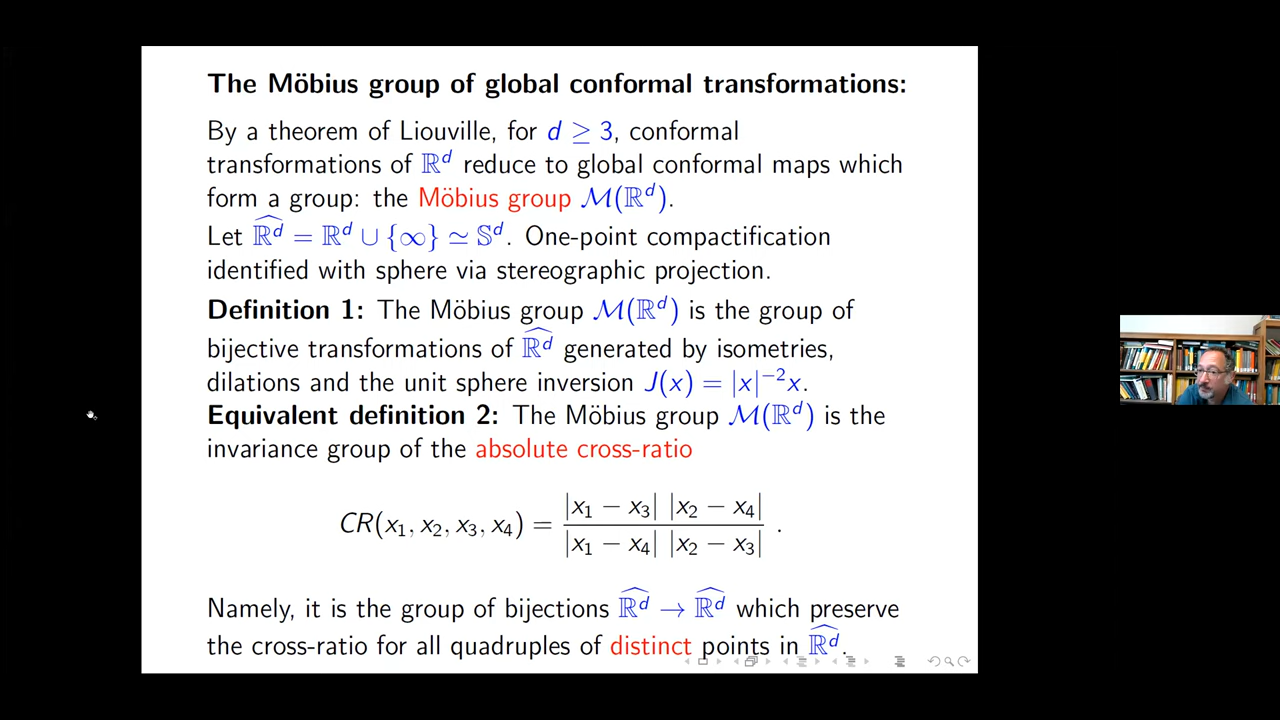 The Möbius group of global conformal transformations:
By a theorem of Liouville, for d ≥ 3, conformal
transformations of ℝ^d reduce to global conformal maps which
form a group: the Möbius group ℳ(ℝ^d).
Let \widehat{ℝ^d} = ℝ^d ∪ {∞} ≃ 𝕊^d. One-point compactification
identified with sphere via stereographic projection.
Definition 1: The Möbius group ℳ(ℝ^d) is the group of
bijective transformations of \widehat{ℝ^d} generated by isometries,
dilations and the unit sphere inversion J(x) = |x|^{−2}x.
Equivalent definition 2: The Möbius group ℳ(ℝ^d) is the
invariance group of the absolute cross-ratio
CR(x_1, x_2, x_3, x_4) = \frac{|x_1 − x_3| |x_2 − x_4|}{|x_1 − x_4| |x_2 − x_3|} .
Namely, it is the group of bijections \widehat{ℝ^d} → \widehat{ℝ^d} which preserve
the cross-ratio for all quadruples of distinct points in \widehat{ℝ^d}.